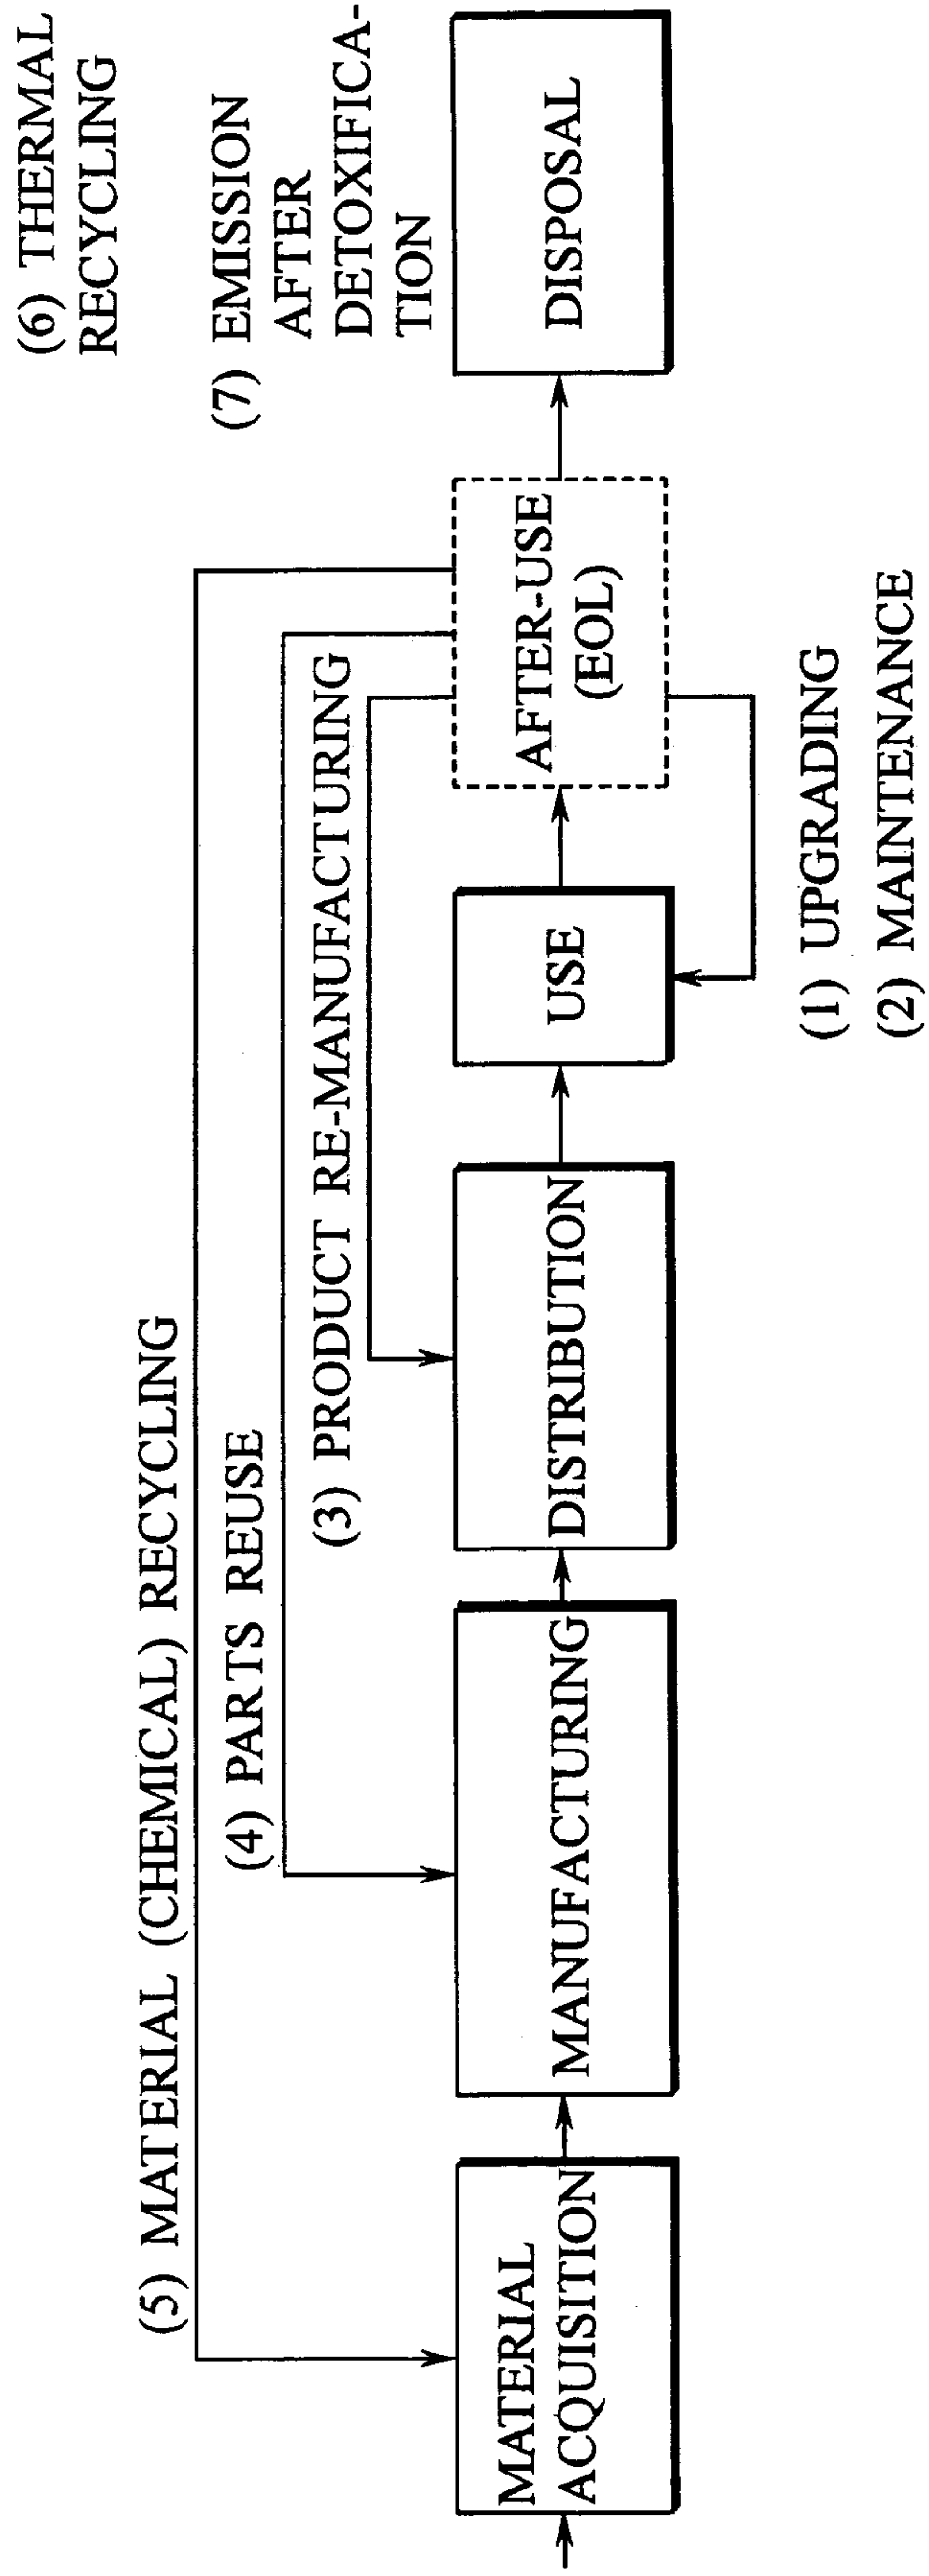 (6) THERMAL
RECYCLING
(5) MATERIAL (CHEMICAL) RECYCLING
(7) EMISSION
AFTER
DETOXIFICA-
TION
(4) PARTS REUSE
(3) PRODUCT RE-MANUFACTURING
MATERIAL
ACQUISITION
MANUFACTURING
DISTRIBUTION
USE
AFTER-USE
(EOL)
DISPOSAL
(1) UPGRADING
(2) MAINTENANCE